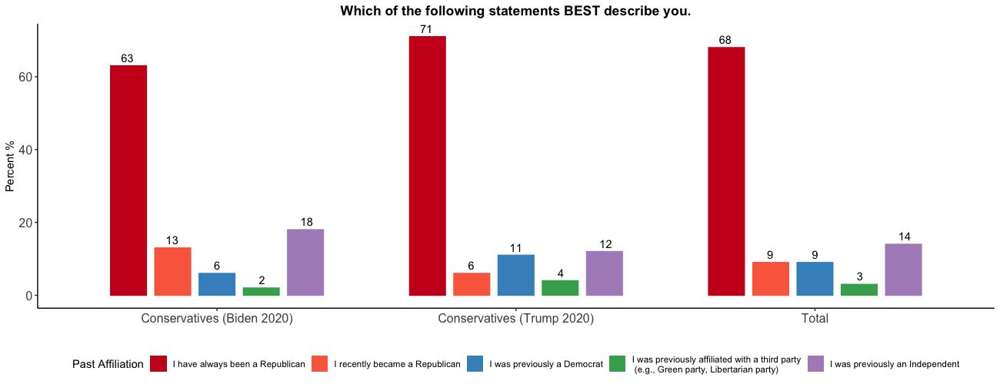 Which of the following statements BEST describe you.
Percent %
60
40
20
0
63
13
6
2
18
71
6
11
4
12
68
9
9
3
14
Conservatives (Biden 2020)
Conservatives (Trump 2020)
Total
Past Affiliation
I have always been a Republican
I recently became a Republican
I was previously a Democrat
I was previously affiliated with a third party
(e.g., Green party, Libertarian party)
I was previously an Independent